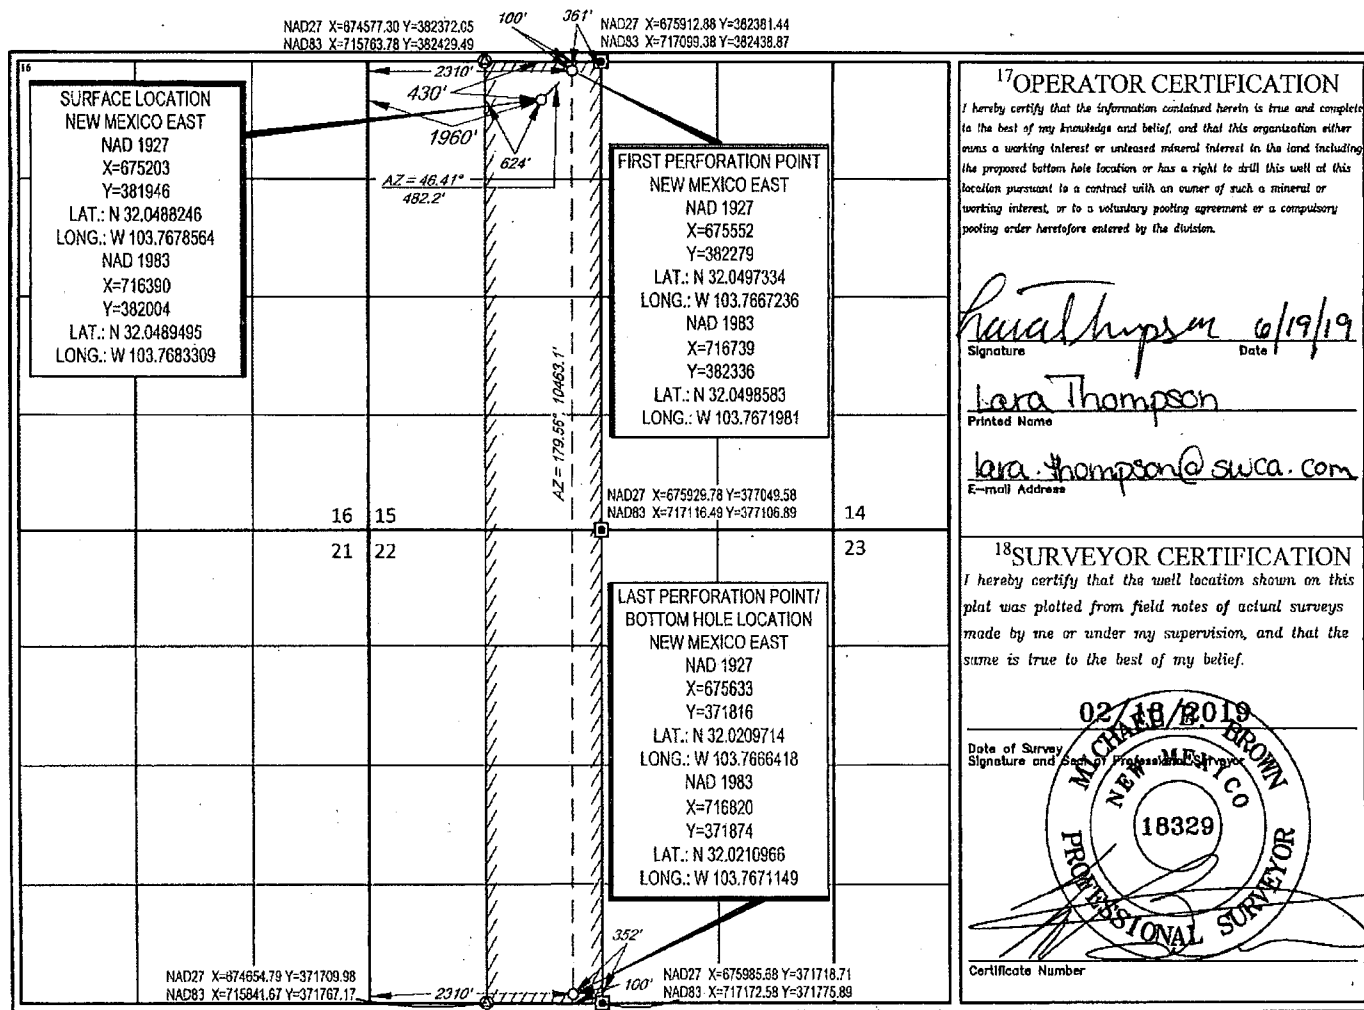 NAD27 X=674577.30 Y=382372.05
NAD83 X=715763.78 Y=382429.49
100'
361'
NAD27 X=675912.88 Y=382381.44
NAD83 X=717099.38 Y=382438.87
16
2310'
430'
1960'
624'
AZ = 46.41°
482.2'
SURFACE LOCATION
NEW MEXICO EAST
NAD 1927
X=675203
Y=381946
LAT.: N 32.0488246
LONG.: W 103.7678564
NAD 1983
X=716390
Y=382004
LAT.: N 32.0489495
LONG.: W 103.7683309
FIRST PERFORATION POINT
NEW MEXICO EAST
NAD 1927
X=675552
Y=382279
LAT.: N 32.0497334
LONG.: W 103.7667236
NAD 1983
X=716739
Y=382336
LAT.: N 32.0498583
LONG.: W 103.7671981
AZ = 179.56°, 10463.1'
NAD27 X=675929.78 Y=377049.58
NAD83 X=717116.49 Y=377106.89
16 15
14
21 22
23
LAST PERFORATION POINT/
BOTTOM HOLE LOCATION
NEW MEXICO EAST
NAD 1927
X=675633
Y=371816
LAT.: N 32.0209714
LONG.: W 103.7666418
NAD 1983
X=716820
Y=371874
LAT.: N 32.0210966
LONG.: W 103.7671149
352'
100'
2310'
NAD27 X=674654.79 Y=371709.98
NAD83 X=715841.67 Y=371767.17
NAD27 X=675985.68 Y=371718.71
NAD83 X=717172.58 Y=371775.89
17 OPERATOR CERTIFICATION
I hereby certify that the information contained herein is true and complete
to the best of my knowledge and belief, and that this organization either
owns a working interest or unleased mineral interest in the land including
the proposed bottom hole location or has a right to drill this well at this
location pursuant to a contract with an owner of such a mineral or
working interest, or to a voluntary pooling agreement or a compulsory
pooling order heretofore entered by the division.
Lara Thompson 6/19/19
Signature Date
Lara Thompson
Printed Name
lara.thompson@swca.com
E-mail Address
18 SURVEYOR CERTIFICATION
I hereby certify that the well location shown on this
plat was plotted from field notes of actual surveys
made by me or under my supervision, and that the
same is true to the best of my belief.
02/18/2019
Date of Survey
Signature and Seal of Professional Surveyor
MICHAEL B. BROWN
NEW MEXICO
18329
PROFESSIONAL SURVEYOR
Certificate Number